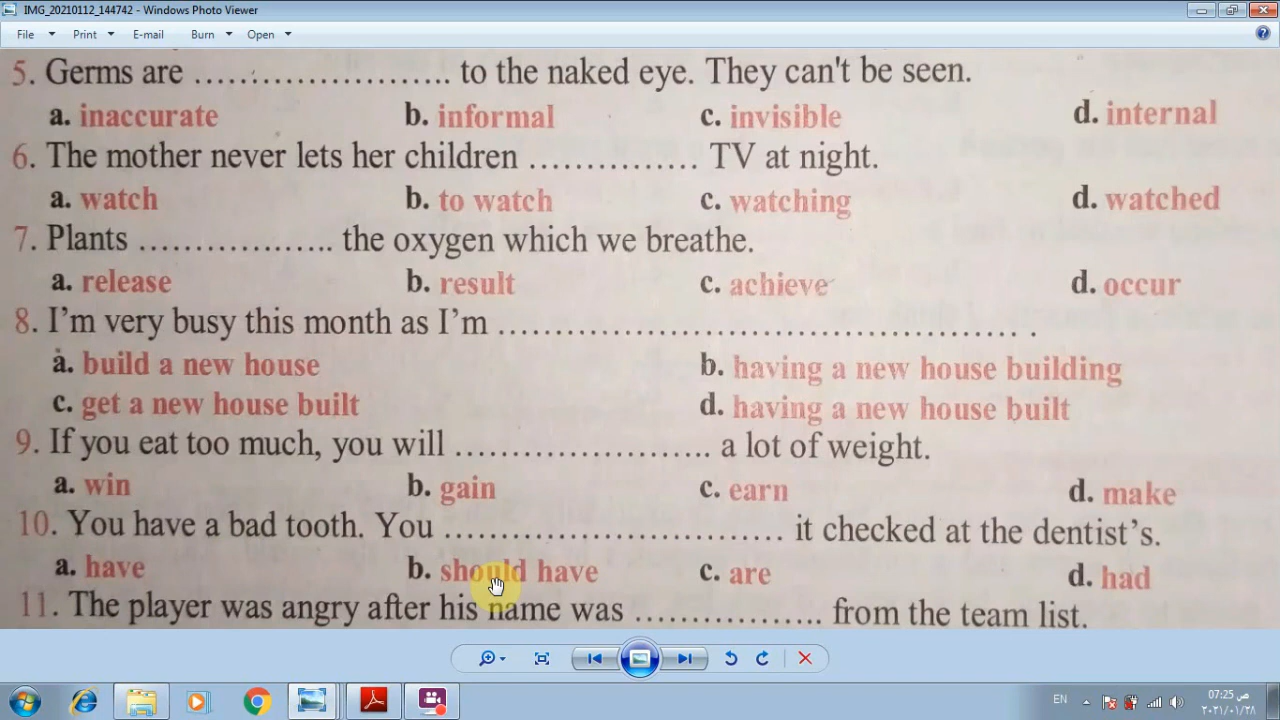 IMG_20210112_144742 - Windows Photo Viewer
File Print E-mail Burn Open
5. Germs are ........................ to the naked eye. They can't be seen.
a. inaccurate b. informal c. invisible d. internal
6. The mother never lets her children ................ TV at night.
a. watch b. to watch c. watching d. watched
7. Plants .................. the oxygen which we breathe.
a. release b. result c. achieve d. occur
8. I'm very busy this month as I'm ................................................
a. build a new house b. having a new house building
c. get a new house built d. having a new house built
9. If you eat too much, you will ........................ a lot of weight.
a. win b. gain c. earn d. make
10. You have a bad tooth. You ................................ it checked at the dentist's.
a. have b. should have c. are d. had
11. The player was angry after his name was .................. from the team list.
EN
07:25 ص
٢٠٢١/٠١/٢٨